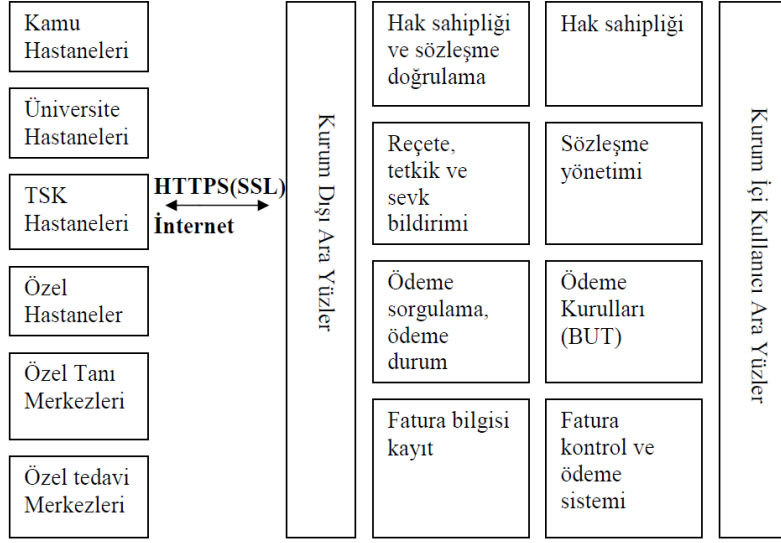 Kamu
Hastaneleri
Üniversite
Hastaneleri
TSK
Hastaneleri
Özel
Hastaneler
Özel Tanı
Merkezleri
Özel tedavi
Merkezleri
HTTPS(SSL)
İnternet
Kurum Dışı Ara Yüzler
Hak sahipliği
ve sözleşme
doğrulama
Reçete,
tetkik ve
sevk
bildirimi
Ödeme
sorgulama,
ödeme
durum
Fatura bilgisi
kayıt
Hak sahipliği
Sözleşme
yönetimi
Ödeme
Kurulları
(BUT)
Fatura
kontrol ve
ödeme
sistemi
Kurum İçi Kullanıcı Ara Yüzler